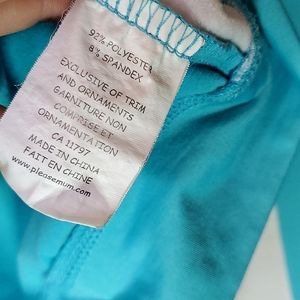 92% POLYESTER
8% SPANDEX
EXCLUSIVE OF TRIM
AND ORNAMENTS
GARNITURE NON
COMPRISE ET
ORNAMENTATION
CA 11797
MADE IN CHINA
FAIT EN CHINE
www.pleasemum.com